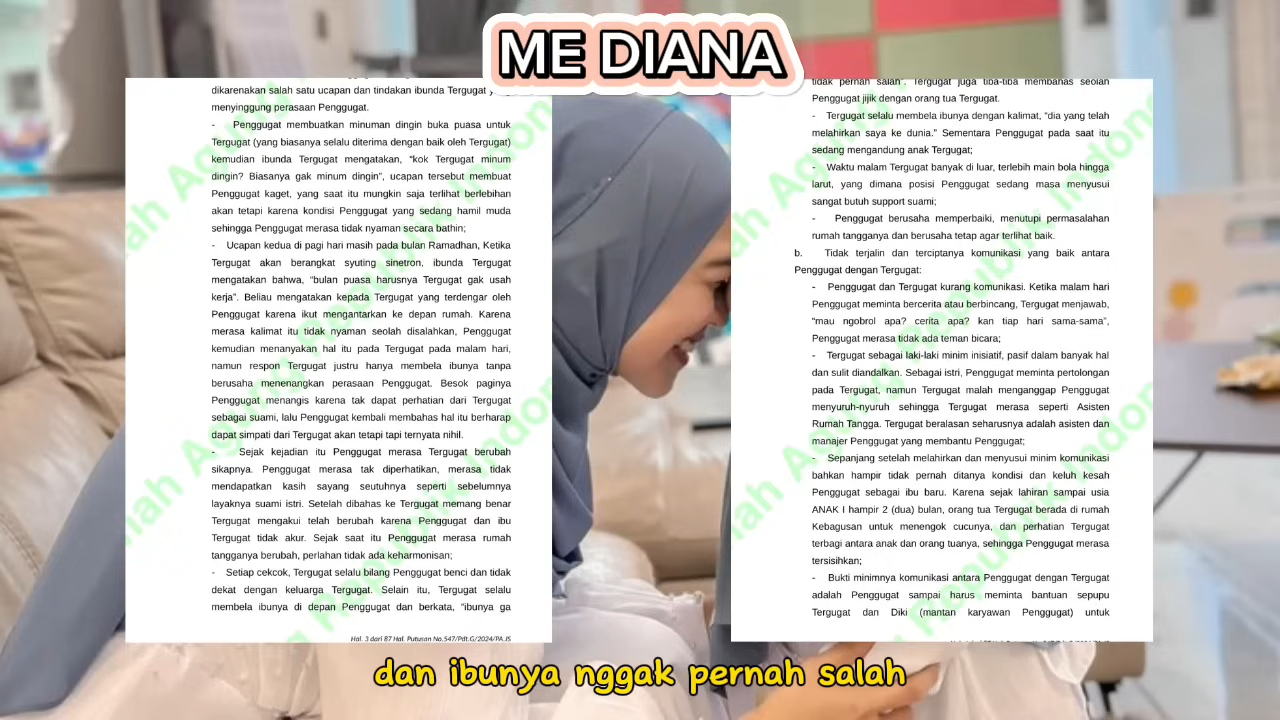 ME DIANA
dikarenakan salah satu ucapan dan tindakan ibunda Tergugat
menyinggung perasaan Penggugat.
- Penggugat membuatkan minuman dingin buka puasa untuk
Tergugat (yang biasanya selalu diterima dengan baik oleh Tergugat)
kemudian ibunda Tergugat mengatakan, "kok Tergugat minum
dingin? Biasanya gak minum dingin", ucapan tersebut membuat
Penggugat kaget, yang saat itu mungkin saja terlihat berlebihan
akan tetapi karena kondisi Penggugat yang sedang hamil muda
sehingga Penggugat merasa tidak nyaman secara bathin;
- Ucapan kedua di pagi hari masih pada bulan Ramadhan, Ketika
Tergugat akan berangkat syuting sinetron, ibunda Tergugat
mengatakan bahwa, "bulan puasa harusnya Tergugat gak usah
kerja". Beliau mengatakan kepada Tergugat yang terdengar oleh
Penggugat karena ikut mengantarkan ke depan rumah. Karena
merasa kalimat itu tidak nyaman seolah disalahkan, Penggugat
kemudian menanyakan hal itu pada Tergugat pada malam hari,
namun respon Tergugat justru hanya membela ibunya tanpa
berusaha menenangkan perasaan Penggugat. Besok paginya
Penggugat menangis karena tak dapat perhatian dari Tergugat
sebagai suami, lalu Penggugat kembali membahas hal itu berharap
dapat simpati dari Tergugat akan tetapi tapi ternyata nihil.
- Sejak kejadian itu Penggugat merasa Tergugat berubah
sikapnya. Penggugat merasa tak diperhatikan, merasa tidak
mendapatkan kasih sayang seutuhnya seperti sebelumnya
layaknya suami istri. Setelah dibahas ke Tergugat memang benar
Tergugat mengakui telah berubah karena Penggugat dan ibu
Tergugat tidak akur. Sejak saat itu Penggugat merasa rumah
tangganya berubah, perlahan tidak ada keharmonisan;
- Setiap cekcok, Tergugat selalu bilang Penggugat benci dan tidak
dekat dengan keluarga Tergugat. Selain itu, Tergugat selalu
membela ibunya di depan Penggugat dan berkata, "ibunya ga
Hal. 3 dari 87 Hal. Putusan No.547/Pdt.G/2024/PA.JS
tidak pernah salah". Tergugat juga tiba-tiba membahas seolah
Penggugat jijik dengan orang tua Tergugat.
- Tergugat selalu membela ibunya dengan kalimat, "dia yang telah
melahirkan saya ke dunia." Sementara Penggugat pada saat itu
sedang mengandung anak Tergugat;
- Waktu malam Tergugat banyak di luar, terlebih main bola hingga
larut, yang dimana posisi Penggugat sedang masa menyusui
sangat butuh support suami;
- Penggugat berusaha memperbaiki, menutupi permasalahan
rumah tangganya dan berusaha tetap agar terlihat baik.
b. Tidak terjalin dan terciptanya komunikasi yang baik antara
Penggugat dengan Tergugat:
- Penggugat dan Tergugat kurang komunikasi. Ketika malam hari
Penggugat meminta bercerita atau berbincang, Tergugat menjawab,
"mau ngobrol apa? cerita apa? kan tiap hari sama-sama",
Penggugat merasa tidak ada teman bicara;
- Tergugat sebagai laki-laki minim inisiatif, pasif dalam banyak hal
dan sulit diandalkan. Sebagai istri, Penggugat meminta pertolongan
pada Tergugat, namun Tergugat malah menganggap Penggugat
menyuruh-nyuruh sehingga Tergugat merasa seperti Asisten
Rumah Tangga. Tergugat beralasan seharusnya adalah asisten dan
manajer Penggugat yang membantu Penggugat;
- Sepanjang setelah melahirkan dan menyusui minim komunikasi
bahkan hampir tidak pernah ditanya kondisi dan keluh kesah
Penggugat sebagai ibu baru. Karena sejak lahiran sampai usia
ANAK I hampir 2 (dua) bulan, orang tua Tergugat berada di rumah
Kebagusan untuk menengok cucunya, dan perhatian Tergugat
terbagi antara anak dan orang tuanya, sehingga Penggugat merasa
tersisihkan;
- Bukti minimnya komunikasi antara Penggugat dengan Tergugat
adalah Penggugat sampai harus meminta bantuan sepupu
Tergugat dan Diki (mantan karyawan Penggugat) untuk
dan ibunya nggak pernah salah